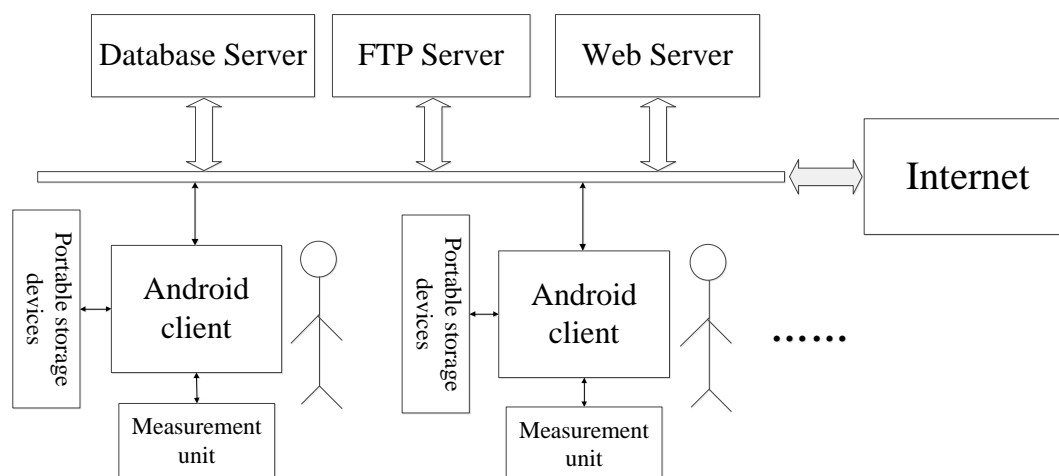 Database Server
FTP Server
Web Server
Internet
Portable storage
devices
Android
client
Measurement
unit
Portable storage
devices
Android
client
Measurement
unit
……